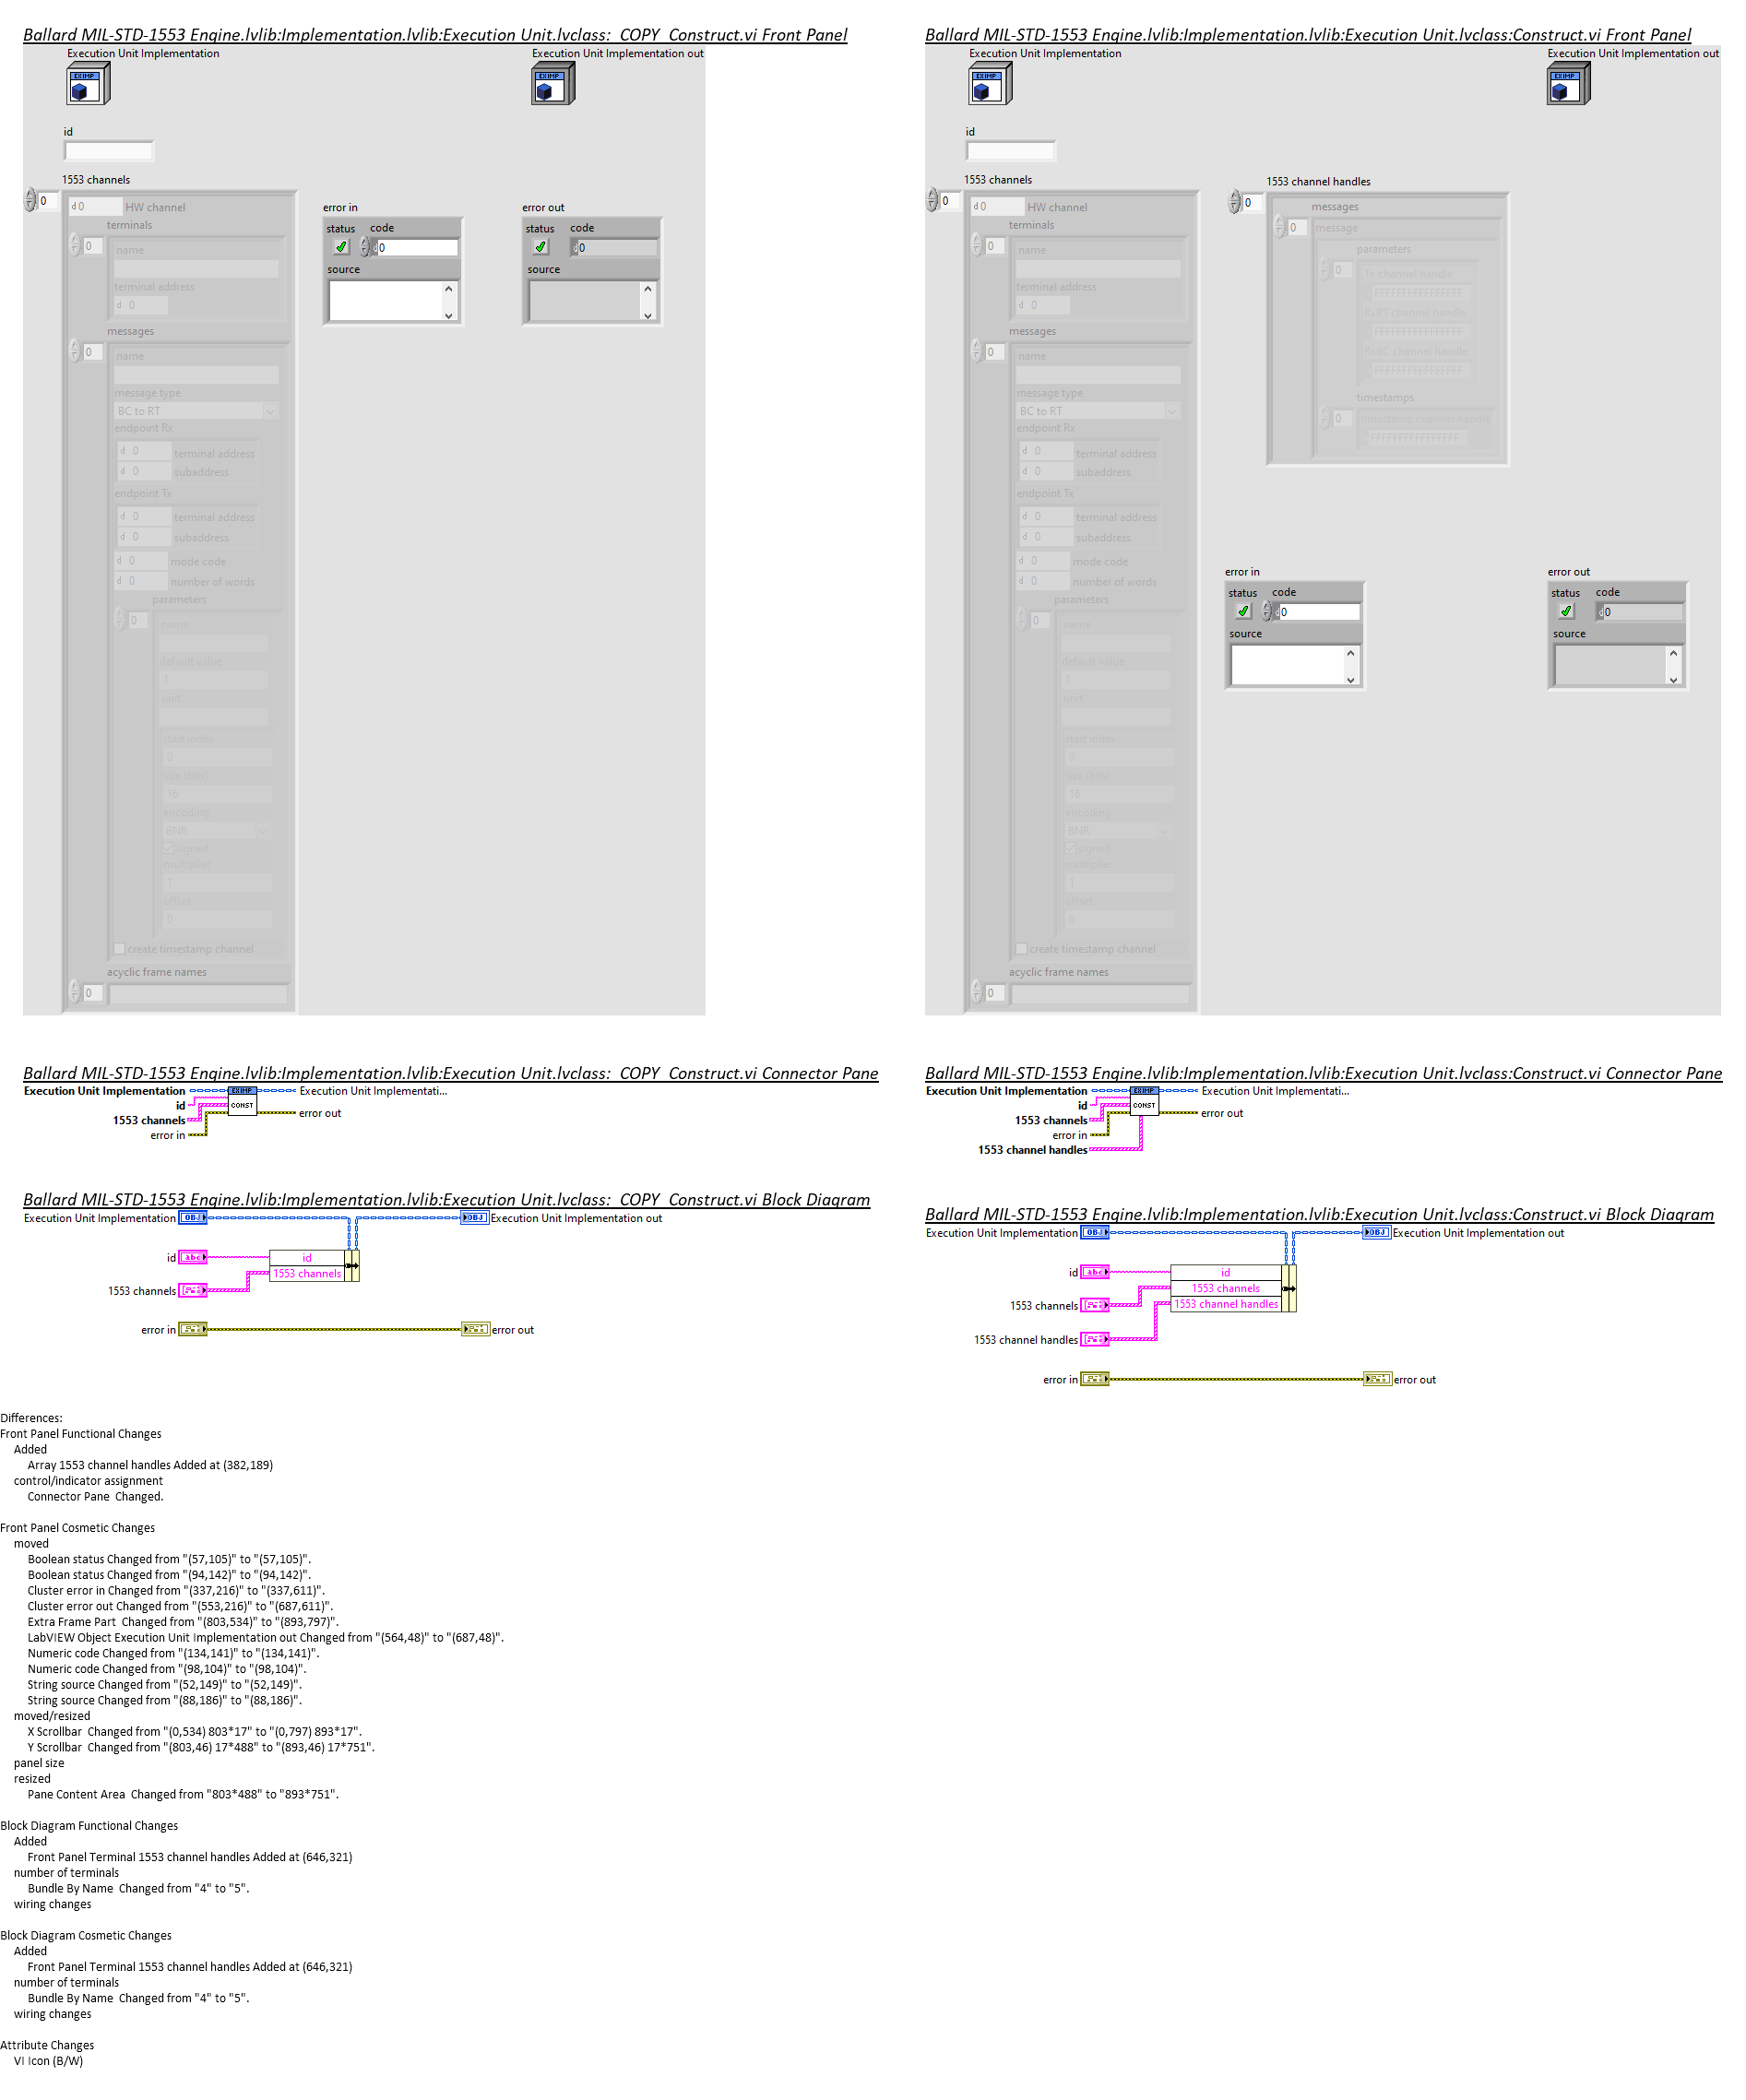 Ballard MIL-STD-1553 Engine.lvlib:Implementation.lvlib:Execution Unit.lvclass:_COPY_Construct.vi Front Panel
Execution Unit Implementation
Execution Unit Implementation out
EXIMP
EXIMP
id
1553 channels
0
d 0 HW channel
terminals
0
name
terminal address
d 0
messages
0
name
message type
BC to RT
endpoint Rx
d 0 terminal address
d 0 subaddress
endpoint Tx
d 0 terminal address
d 0 subaddress
d 0 mode code
d 0 number of words
parameters
0
name
default value
1
unit
start index
0
size (bits)
16
encoding
BNR
signed
multiplier
1
offset
0
create timestamp channel
acyclic frame names
0
error in
status code
d 0
source
error out
status code
d 0
source
Ballard MIL-STD-1553 Engine.lvlib:Implementation.lvlib:Execution Unit.lvclass:Construct.vi Front Panel
Execution Unit Implementation
Execution Unit Implementation out
EXIMP
EXIMP
id
1553 channels
0
d 0 HW channel
terminals
0
name
terminal address
d 0
messages
0
name
message type
BC to RT
endpoint Rx
d 0 terminal address
d 0 subaddress
endpoint Tx
d 0 terminal address
d 0 subaddress
d 0 mode code
d 0 number of words
parameters
0
name
default value
1
unit
start index
0
size (bits)
16
encoding
BNR
signed
multiplier
1
offset
0
create timestamp channel
acyclic frame names
0
1553 channel handles
0
messages
0
message
parameters
0
Tx channel handle
FFFFFFFFFFFFFFFF
RxRT channel handle
FFFFFFFFFFFFFFFF
RxBC channel handle
FFFFFFFFFFFFFFFF
timestamps
0
timestamp channel handle
FFFFFFFFFFFFFFFF
error in
status code
d 0
source
error out
status code
d 0
source
Ballard MIL-STD-1553 Engine.lvlib:Implementation.lvlib:Execution Unit.lvclass:_COPY_Construct.vi Connector Pane
Execution Unit Implementation
id
1553 channels
error in
EXIMP
CONST
Execution Unit Implementati...
error out
Ballard MIL-STD-1553 Engine.lvlib:Implementation.lvlib:Execution Unit.lvclass:Construct.vi Connector Pane
Execution Unit Implementation
id
1553 channels
error in
1553 channel handles
EXIMP
CONST
Execution Unit Implementati...
error out
Ballard MIL-STD-1553 Engine.lvlib:Implementation.lvlib:Execution Unit.lvclass:_COPY_Construct.vi Block Diagram
Execution Unit Implementation OBJ
OBJ Execution Unit Implementation out
id abc
id
1553 channels
1553 channels
error in
error out
Ballard MIL-STD-1553 Engine.lvlib:Implementation.lvlib:Execution Unit.lvclass:Construct.vi Block Diagram
Execution Unit Implementation OBJ
OBJ Execution Unit Implementation out
id abc
id
1553 channels
1553 channel handles
1553 channels
1553 channel handles
error in
error out
Differences:
Front Panel Functional Changes
Added
Array 1553 channel handles Added at (382,189)
control/indicator assignment
Connector Pane  Changed.
Front Panel Cosmetic Changes
moved
Boolean status Changed from "(57,105)" to "(57,105)".
Boolean status Changed from "(94,142)" to "(94,142)".
Cluster error in Changed from "(337,216)" to "(337,611)".
Cluster error out Changed from "(553,216)" to "(687,611)".
Extra Frame Part  Changed from "(803,534)" to "(893,797)".
LabVIEW Object Execution Unit Implementation out Changed from "(564,48)" to "(687,48)".
Numeric code Changed from "(134,141)" to "(134,141)".
Numeric code Changed from "(98,104)" to "(98,104)".
String source Changed from "(52,149)" to "(52,149)".
String source Changed from "(88,186)" to "(88,186)".
moved/resized
X Scrollbar  Changed from "(0,534) 803*17" to "(0,797) 893*17".
Y Scrollbar  Changed from "(803,46) 17*488" to "(893,46) 17*751".
panel size
resized
Pane Content Area  Changed from "803*488" to "893*751".
Block Diagram Functional Changes
Added
Front Panel Terminal 1553 channel handles Added at (646,321)
number of terminals
Bundle By Name  Changed from "4" to "5".
wiring changes
Block Diagram Cosmetic Changes
Added
Front Panel Terminal 1553 channel handles Added at (646,321)
number of terminals
Bundle By Name  Changed from "4" to "5".
wiring changes
Attribute Changes
VI Icon (B/W)